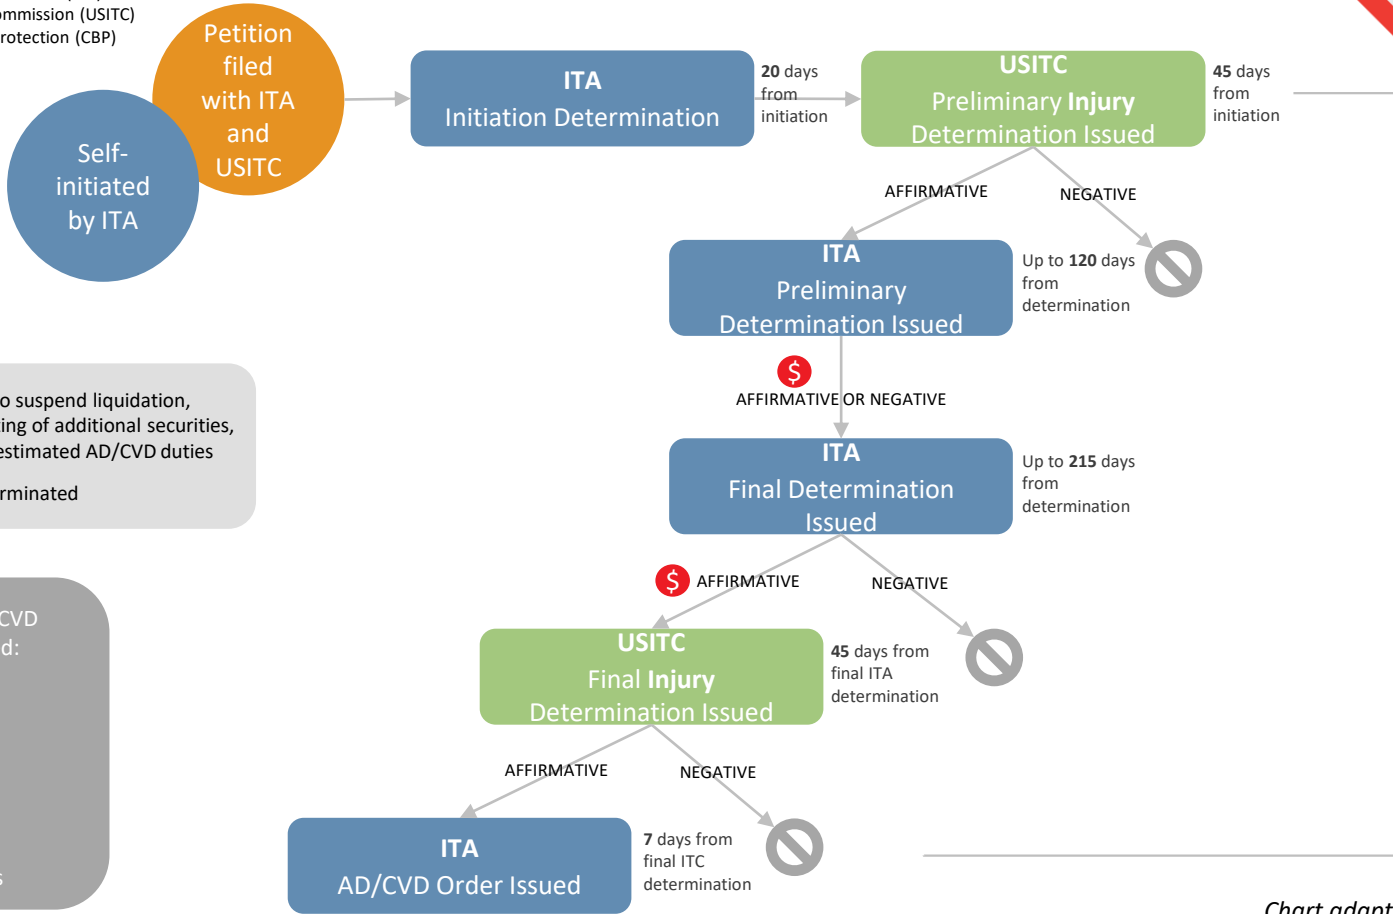 ommission (USITC)
rotection (CBP)
Petition
filed
with ITA
and
USITC
Self-
initiated
by ITA
ITA
Initiation Determination
20 days
from
initiation
USITC
Preliminary Injury
Determination Issued
45 days
from
initiation
AFFIRMATIVE
NEGATIVE
ITA
Preliminary
Determination Issued
Up to 120 days
from
determination
$
AFFIRMATIVE OR NEGATIVE
o suspend liquidation,
ting of additional securities,
estimated AD/CVD duties
rminated
ITA
Final Determination
Issued
Up to 215 days
from
determination
$ AFFIRMATIVE
NEGATIVE
CVD
d:
s
USITC
Final Injury
Determination Issued
45 days from
final ITA
determination
AFFIRMATIVE
NEGATIVE
ITA
AD/CVD Order Issued
7 days from
final ITC
determination
Chart adapt